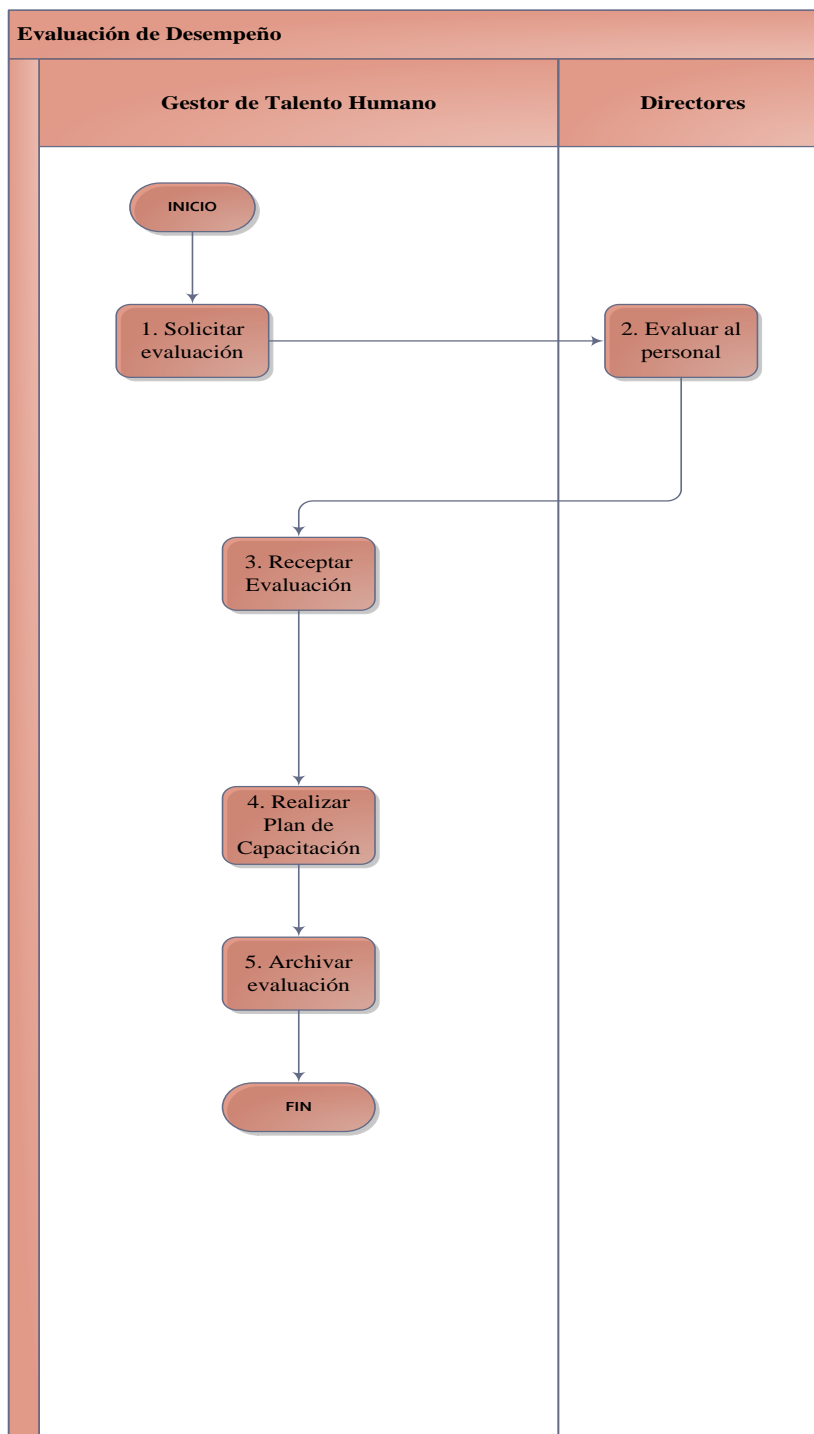 Evaluación de Desempeño
Gestor de Talento Humano
Directores
INICIO
1. Solicitar
evaluación
2. Evaluar al
personal
3. Receptar
Evaluación
4. Realizar
Plan de
Capacitación
5. Archivar
evaluación
FIN